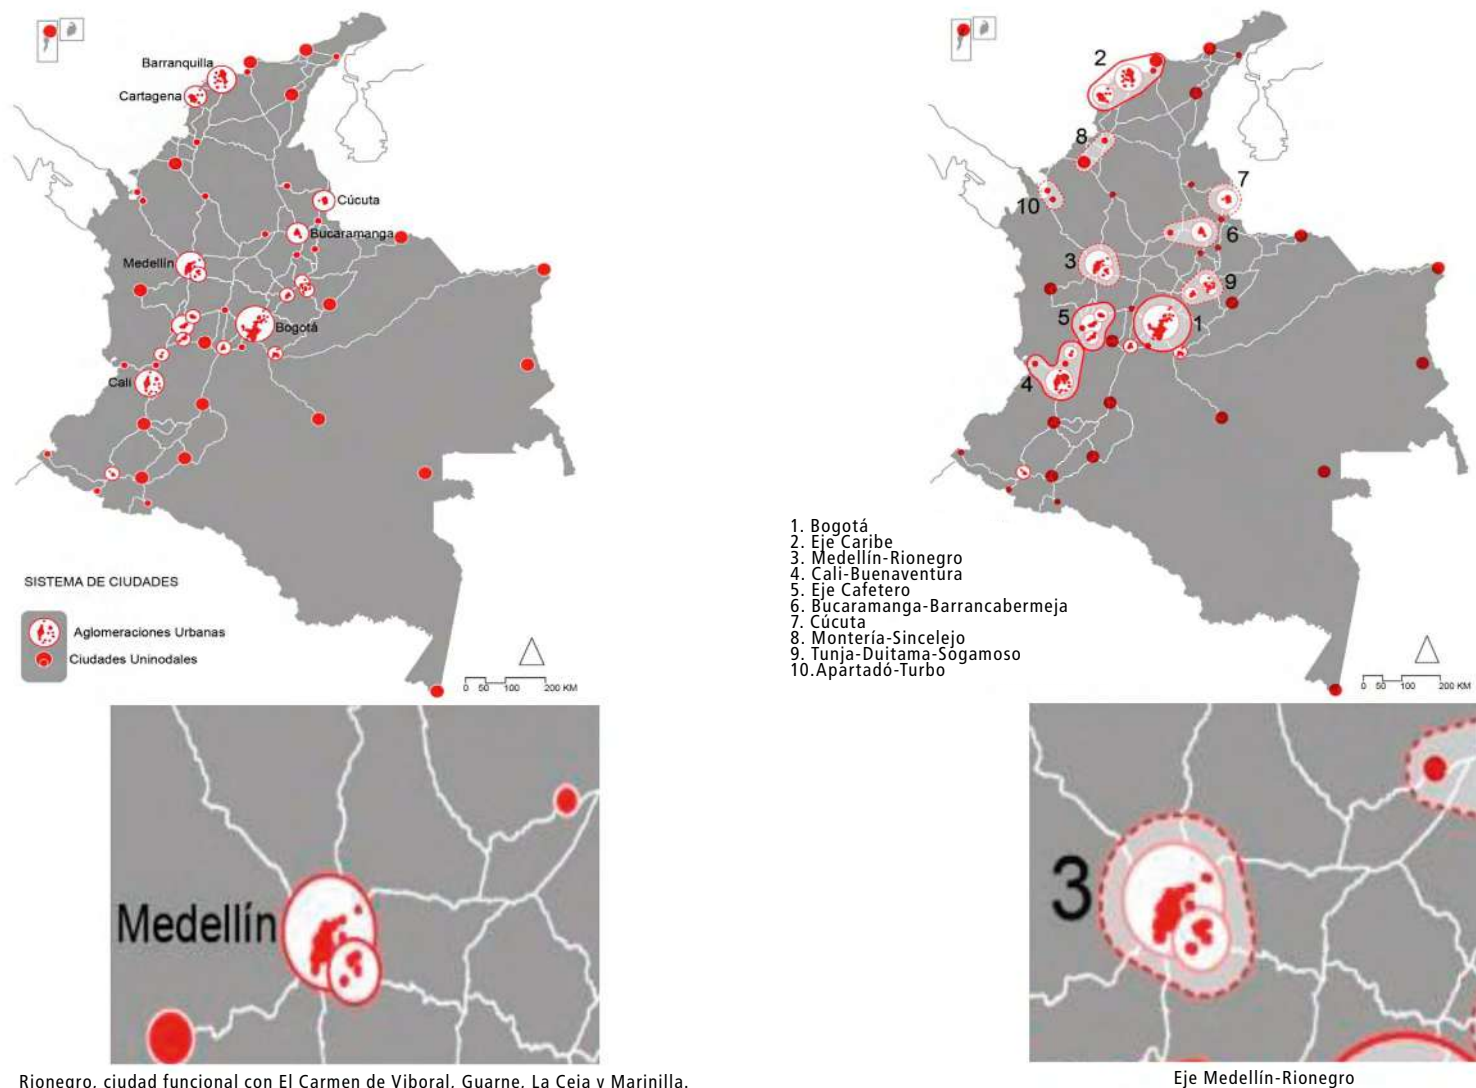 Barranquilla
Cartagena
Cúcuta
Bucaramanga
Medellín
Bogotá
Cali
SISTEMA DE CIUDADES
Aglomeraciones Urbanas
Ciudades Uninodales
0 50 100 200 KM
2
8
7
10
6
3
9
5
1
4
1. Bogotá
2. Eje Caribe
3. Medellín-Rionegro
4. Cali-Buenaventura
5. Eje Cafetero
6. Bucaramanga-Barrancabermeja
7. Cúcuta
8. Montería-Sincelejo
9. Tunja-Duitama-Sogamoso
10.Apartadó-Turbo
0 50 100 200 KM
Medellín
Rionegro, ciudad funcional con El Carmen de Viboral, Guarne, La Ceja y Marinilla.
3
Eje Medellín-Rionegro